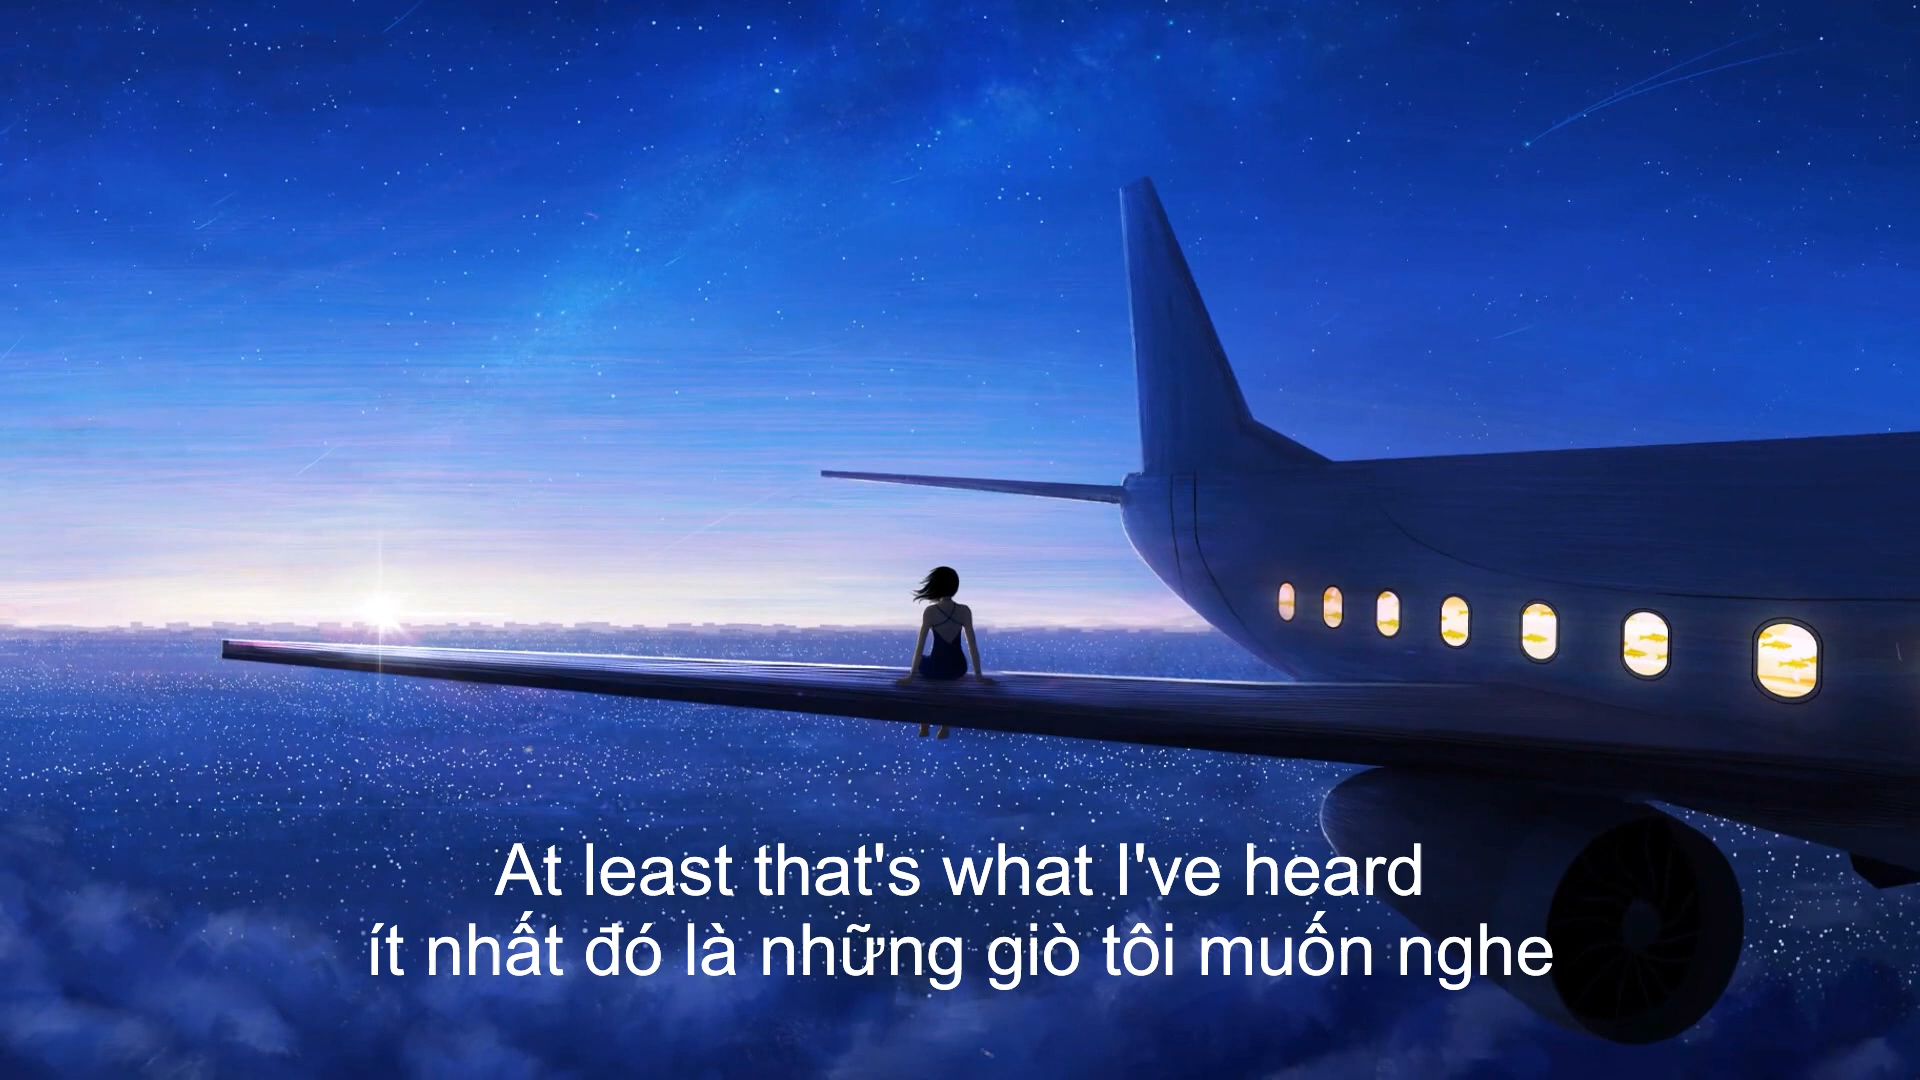 At least that's what I've heard
ít nhất đó là những giò tôi muốn nghe